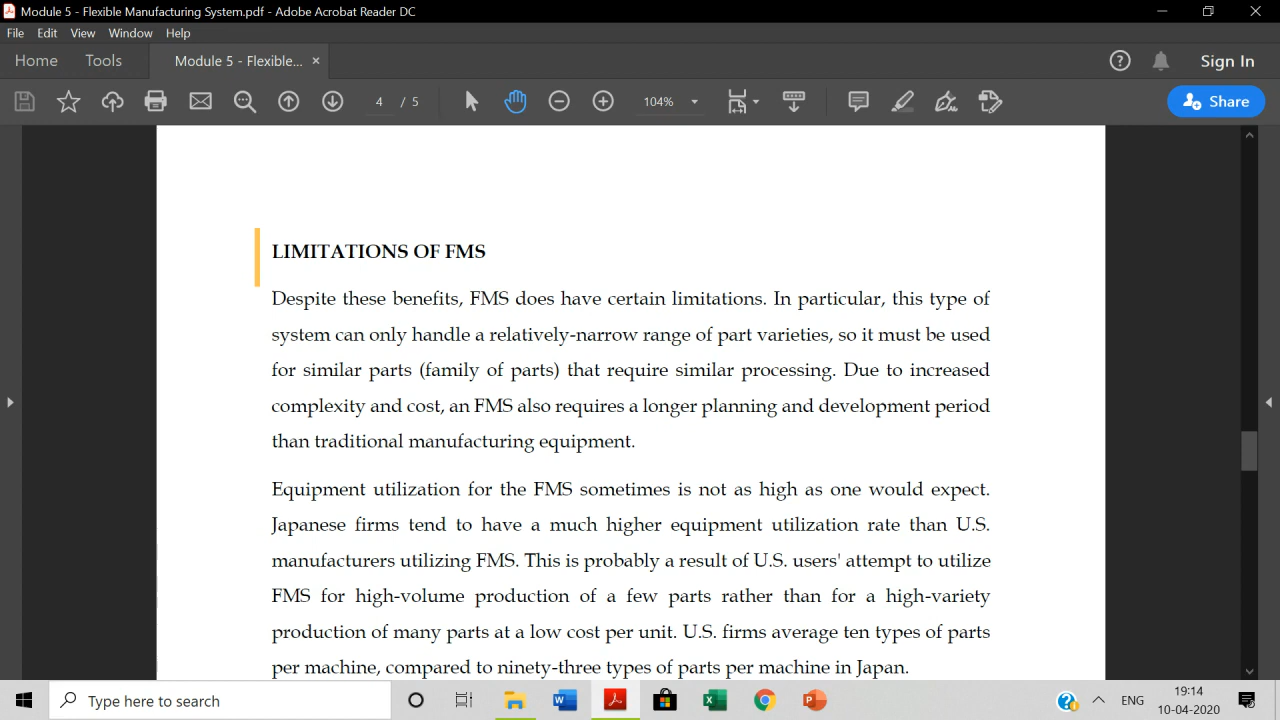 Module 5 - Flexible Manufacturing System.pdf - Adobe Acrobat Reader DC
File Edit View Window Help
Home Tools Module 5 - Flexible... × Sign In
4 / 5 104% Share
LIMITATIONS OF FMS
Despite these benefits, FMS does have certain limitations. In particular, this type of
system can only handle a relatively-narrow range of part varieties, so it must be used
for similar parts (family of parts) that require similar processing. Due to increased
complexity and cost, an FMS also requires a longer planning and development period
than traditional manufacturing equipment.
Equipment utilization for the FMS sometimes is not as high as one would expect.
Japanese firms tend to have a much higher equipment utilization rate than U.S.
manufacturers utilizing FMS. This is probably a result of U.S. users' attempt to utilize
FMS for high-volume production of a few parts rather than for a high-variety
production of many parts at a low cost per unit. U.S. firms average ten types of parts
per machine, compared to ninety-three types of parts per machine in Japan.
Type here to search
ENG
19:14
10-04-2020